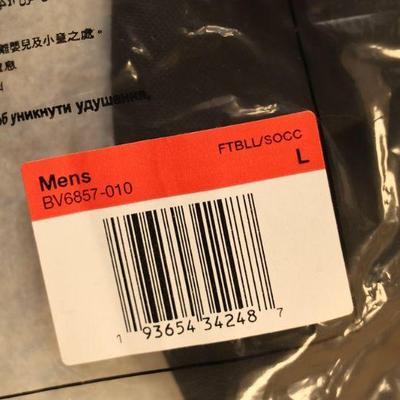 離嬰兒及小童之處。
об уникнути удушення,
Mens
FTBLL/SOCC
BV6857-010
L
1 93654 34248 7